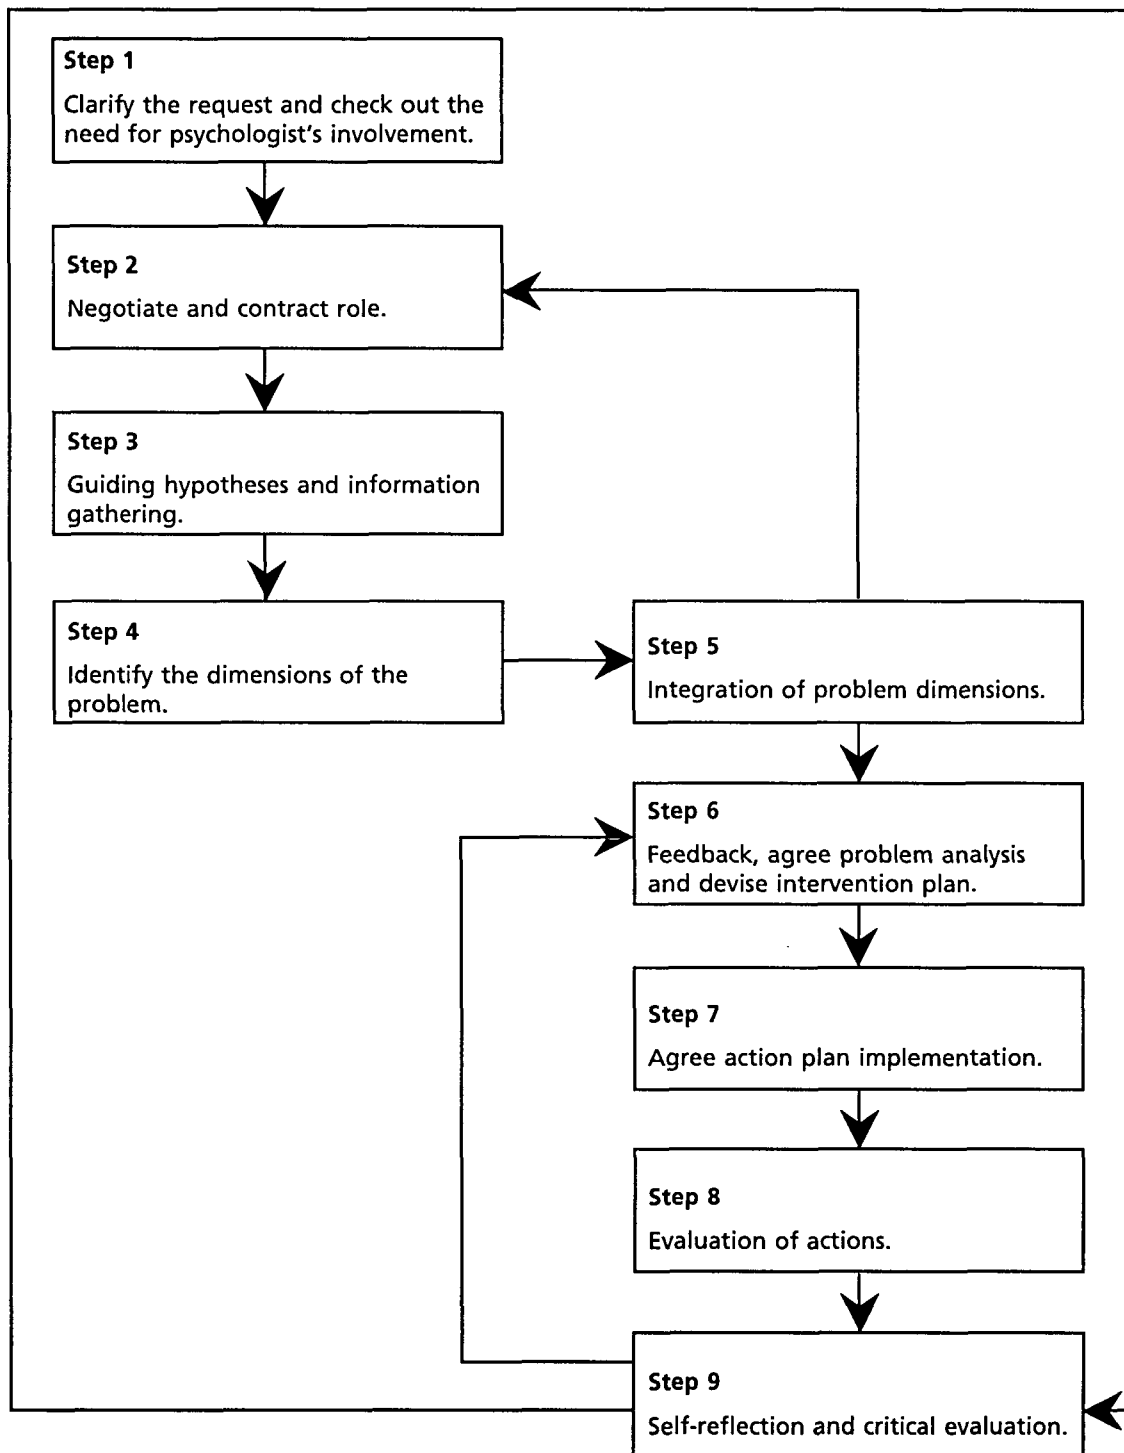 Step 1
Clarify the request and check out the
need for psychologist's involvement.
Step 2
Negotiate and contract role.
Step 3
Guiding hypotheses and information
gathering.
Step 4
Identify the dimensions of the
problem.
Step 5
Integration of problem dimensions.
Step 6
Feedback, agree problem analysis
and devise intervention plan.
Step 7
Agree action plan implementation.
Step 8
Evaluation of actions.
Step 9
Self-reflection and critical evaluation.